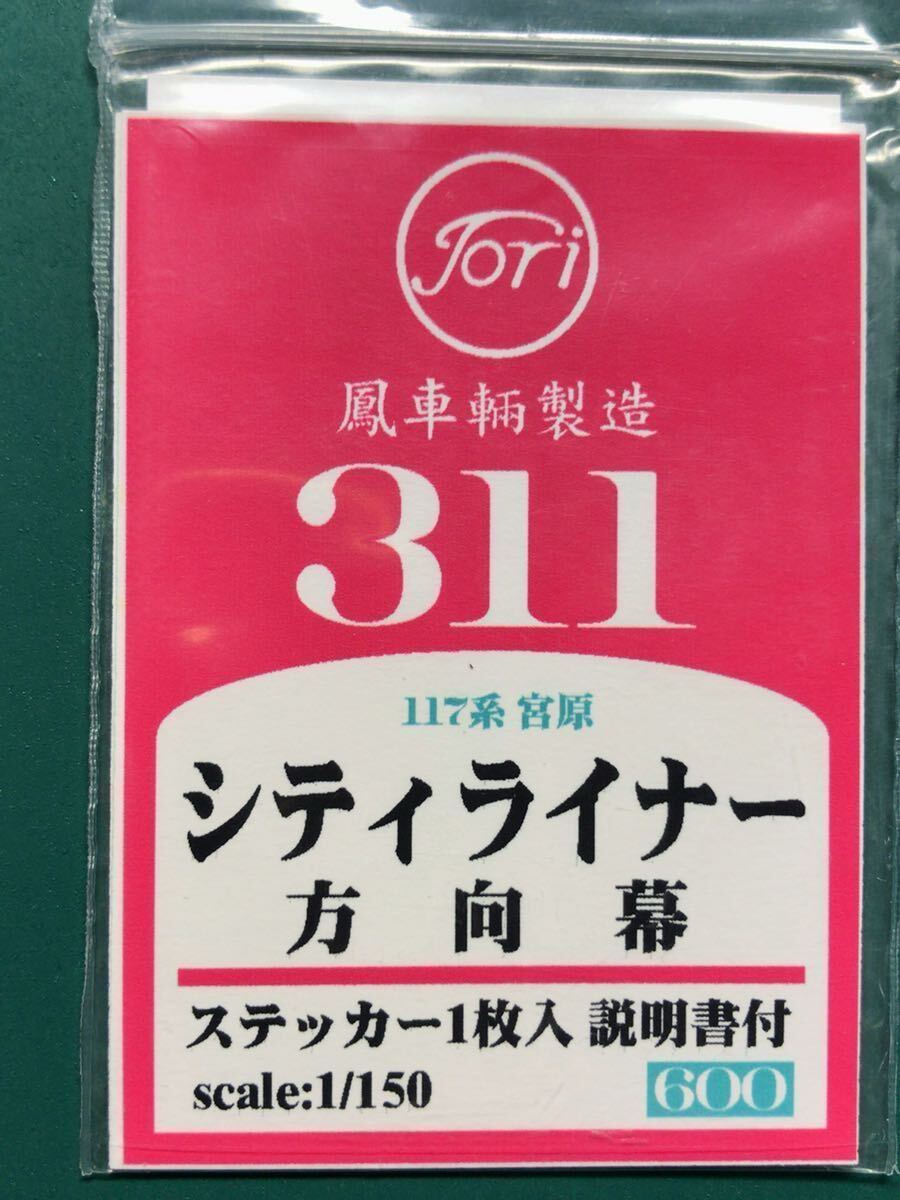 Tori
鳳車輌製造
311
117系 宮原
シティライナー
方向幕
ステッカー1枚入 説明書付
scale:1/150
600